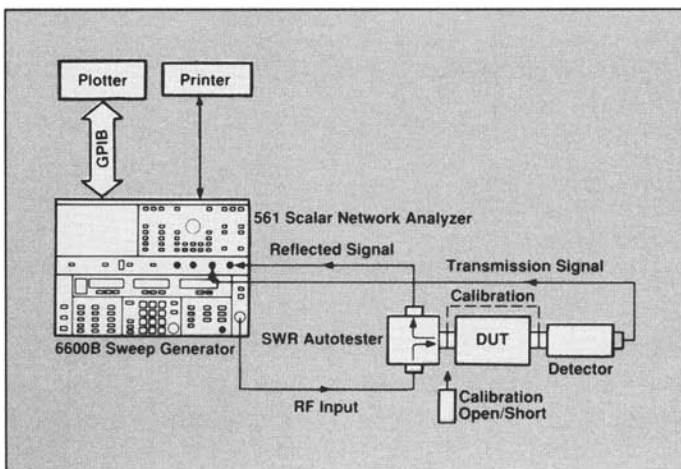 Plotter
Printer
GPIB
561 Scalar Network Analyzer
Reflected Signal
Transmission Signal
Calibration
SWR Autotester
DUT
Detector
6600B Sweep Generator
RF Input
Calibration
Open/Short